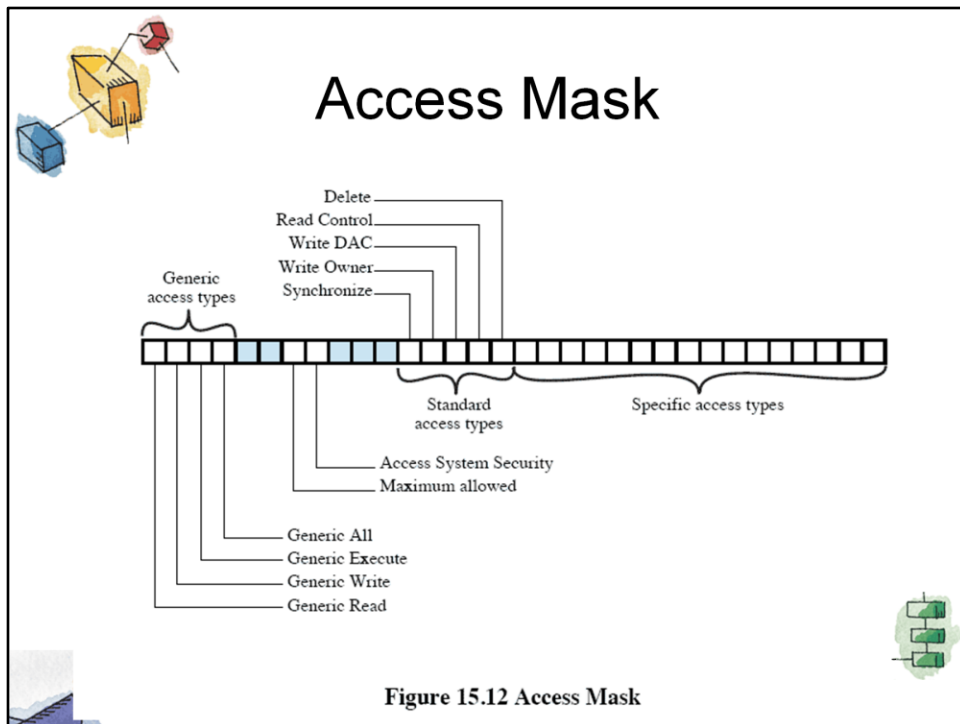 Access Mask
Delete
Read Control
Write DAC
Write Owner
Synchronize
Generic
access types
Standard
access types
Specific access types
Access System Security
Maximum allowed
Generic All
Generic Execute
Generic Write
Generic Read
Figure 15.12 Access Mask